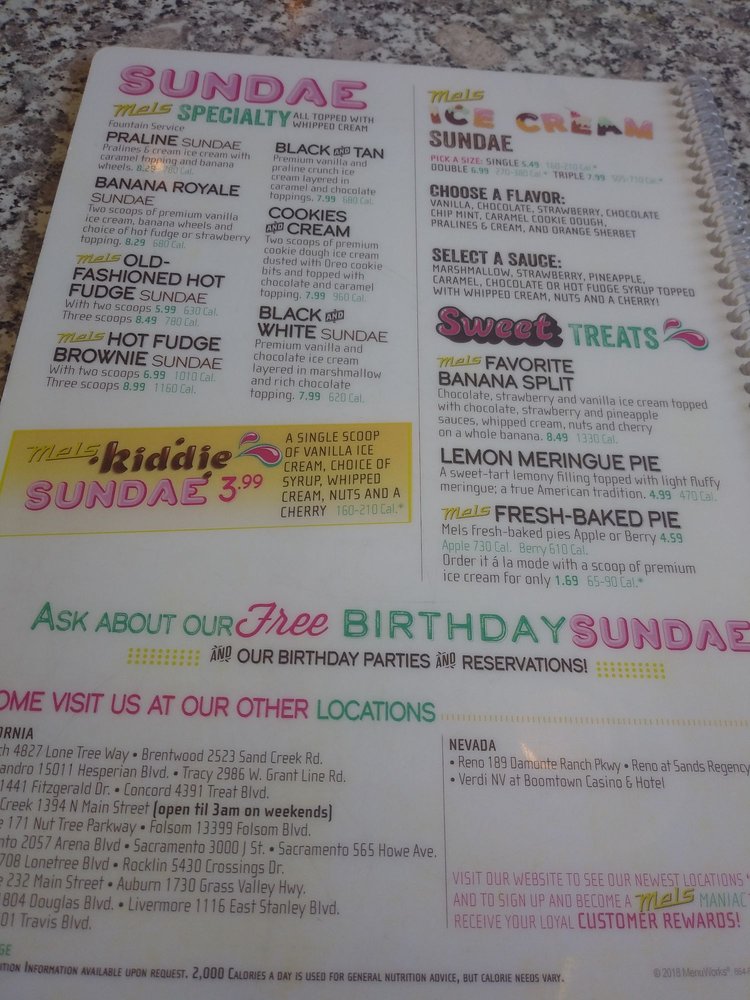 SUNDAE
Mels SPECIALTY ALL TOPPED WITH
WHIPPED CREAM
Fountain Service
PRALINE SUNDAE
Pralines & cream ice cream with
caramel topping and banana
wheels. 8.29 780 Cal.
BANANA ROYALE
SUNDAE
Two scoops of premium vanilla
ice cream, banana wheels and
choice of hot fudge or strawberry
topping. 8.29 680 Cal.
Mels OLD-
FASHIONED HOT
FUDGE SUNDAE
With two scoops 5.99 630 Cal.
Three scoops 8.49 780 Cal.
Mels HOT FUDGE
BROWNIE SUNDAE
With two scoops 6.99 1010 Cal.
Three scoops 8.99 1160 Cal.
BLACK AND TAN
Premium vanilla and
praline crunch ice
cream layered in
caramel and chocolate
toppings. 7.99 680 Cal.
COOKIES
AND CREAM
Two scoops of premium
cookie dough ice cream
dusted with Oreo cookie
bits and topped with
chocolate and caramel
topping. 7.99 960 Cal.
BLACK AND
WHITE SUNDAE
Premium vanilla and
chocolate ice cream
layered in marshmallow
and rich chocolate
topping. 7.99 620 Cal.
Mels kiddie
SUNDAE 3.99
A SINGLE SCOOP
OF VANILLA ICE
CREAM, CHOICE OF
SYRUP, WHIPPED
CREAM, NUTS AND A
CHERRY 160-210 Cal.*
Mels
ICE CREAM
SUNDAE
PICK A SIZE: SINGLE 5.49 160-210 Cal.*
DOUBLE 6.99 270-380 Cal.* TRIPLE 7.99 Cal.*
CHOOSE A FLAVOR:
VANILLA, CHOCOLATE, STRAWBERRY, CHOCOLATE
CHIP MINT, CARAMEL COOKIE DOUGH,
PRALINES & CREAM, AND ORANGE SHERBET
SELECT A SAUCE:
MARSHMALLOW, STRAWBERRY, PINEAPPLE,
CARAMEL, CHOCOLATE OR HOT FUDGE SYRUP TOPPED
WITH WHIPPED CREAM, NUTS AND A CHERRY!
Sweet TREATS
Mels FAVORITE
BANANA SPLIT
Chocolate, strawberry and vanilla ice cream topped
with chocolate, strawberry and pineapple
sauces, whipped cream, nuts and cherry
on a whole banana. 8.49 1330 Cal.
LEMON MERINGUE PIE
A sweet-tart lemony filling topped with light fluffy
meringue; a true American tradition. 4.99 470 Cal.
Mels FRESH-BAKED PIE
Mels fresh-baked pies Apple or Berry 4.59
Apple 730 Cal. Berry 610 Cal.
Order it á la mode with a scoop of premium
ice cream for only 1.69 65-90 Cal.*
ASK ABOUT OUR Free BIRTHDAY SUNDAE
AND OUR BIRTHDAY PARTIES AND RESERVATIONS!
OME VISIT US AT OUR OTHER LOCATIONS
ORNIA
ch 4827 Lone Tree Way • Brentwood 2523 Sand Creek Rd.
andro 15011 Hesperian Blvd. • Tracy 2986 W. Grant Line Rd.
1441 Fitzgerald Dr. • Concord 4391 Treat Blvd.
Creek 1394 N Main Street (open til 3am on weekends)
e 171 Nut Tree Parkway • Folsom 13399 Folsom Blvd.
nto 2057 Arena Blvd • Sacramento 3000 J St. • Sacramento 565 Howe Ave.
708 Lonetree Blvd • Rocklin 5430 Crossings Dr.
e 232 Main Street • Auburn 1730 Grass Valley Hwy.
1804 Douglas Blvd. • Livermore 1116 East Stanley Blvd.
01 Travis Blvd.
NEVADA
• Reno 189 Damonte Ranch Pkwy • Reno at Sands Regency
• Verdi NV at Boomtown Casino & Hotel
VISIT OUR WEBSITE TO SEE OUR NEWEST LOCATIONS
AND TO SIGN UP AND BECOME A Mels MANIAC
RECEIVE YOUR LOYAL CUSTOMER REWARDS!
GE
ITION INFORMATION AVAILABLE UPON REQUEST. 2,000 CALORIES A DAY IS USED FOR GENERAL NUTRITION ADVICE, BUT CALORIE NEEDS VARY.
© 2018 MenuWorks® 864-